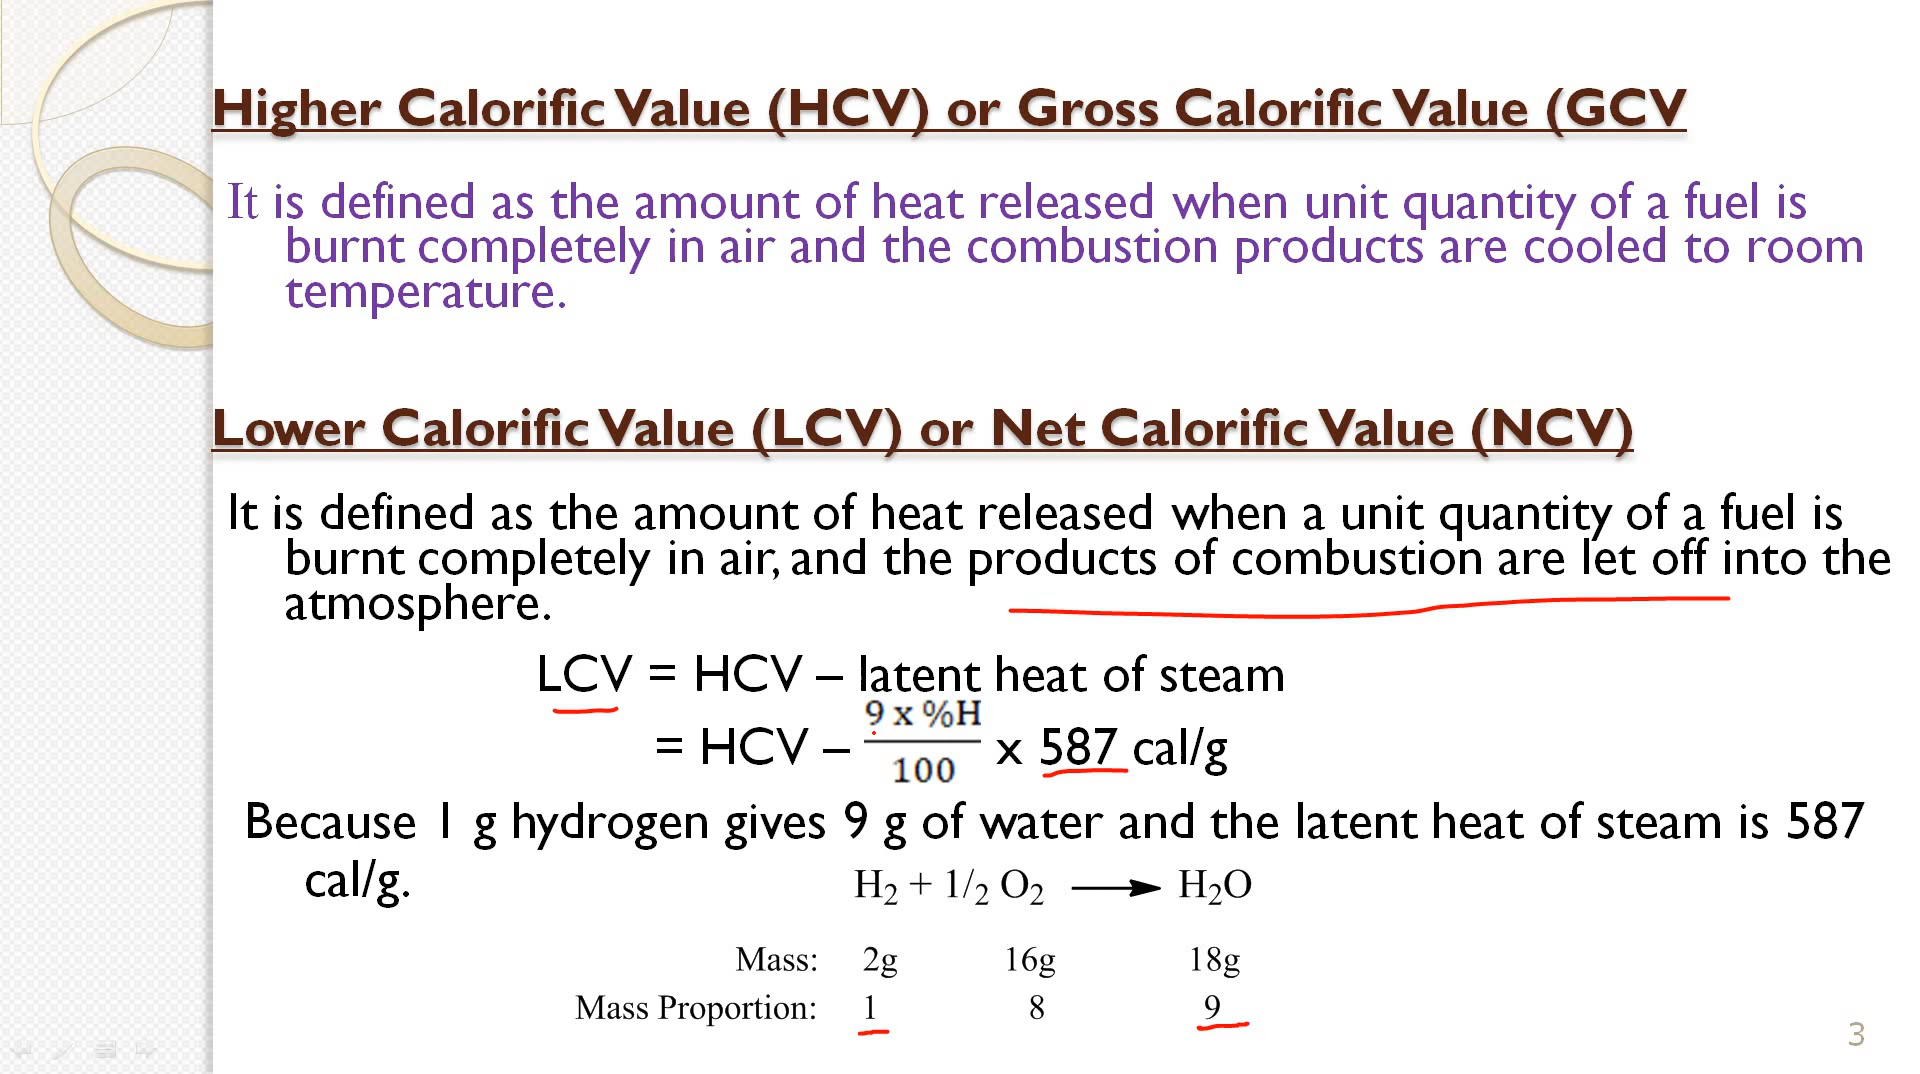 Higher Calorific Value (HCV) or Gross Calorific Value (GCV
It is defined as the amount of heat released when unit quantity of a fuel is
burnt completely in air and the combustion products are cooled to room
temperature.
Lower Calorific Value (LCV) or Net Calorific Value (NCV)
It is defined as the amount of heat released when a unit quantity of a fuel is
burnt completely in air, and the products of combustion are let off into the
atmosphere.
LCV = HCV – latent heat of steam
= HCV – 9 x %H / 100 x 587 cal/g
Because 1 g hydrogen gives 9 g of water and the latent heat of steam is 587
cal/g.
H₂ + 1/₂ O₂ ⟶ H₂O
Mass: 2g 16g 18g
Mass Proportion: 1 8 9
3